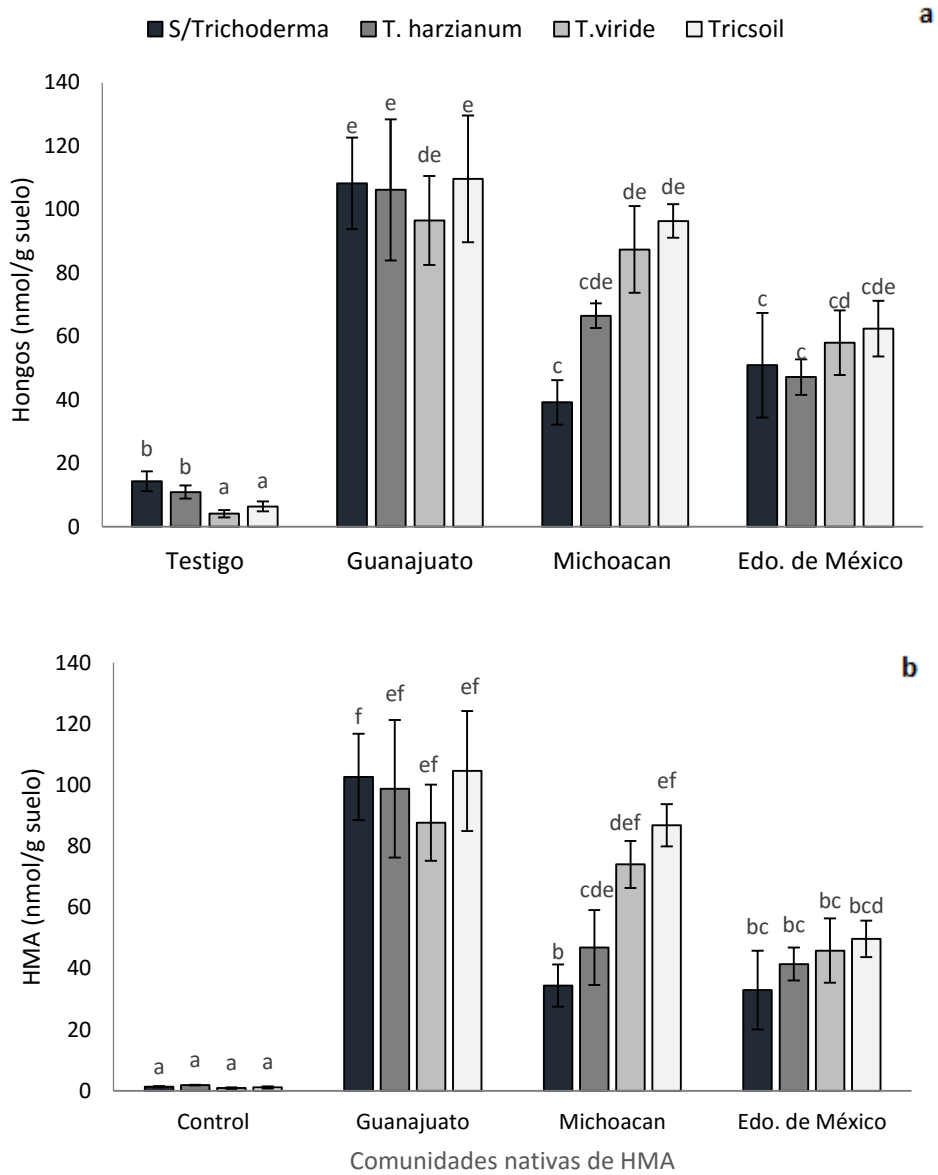 a
S/Trichoderma T. harzianum T.viride Tricsoil
Hongos (nmol/g suelo)
140
120
100
80
60
40
20
0
b b a a
e e de e
c cde de de
c c cd cde
Testigo Guanajuato Michoacan Edo. de México
b
HMA (nmol/g suelo)
140
120
100
80
60
40
20
0
a a a a
f ef ef ef
b cde def ef
bc bc bc bcd
Control Guanajuato Michoacan Edo. de México
Comunidades nativas de HMA